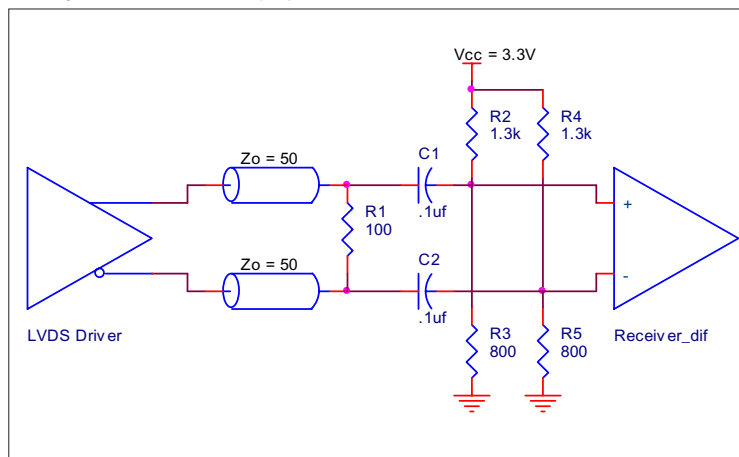 Vcc = 3.3V
R2
1.3k
R4
1.3k
Zo = 50
C1
.1uf
R1
100
+
Zo = 50
C2
.1uf
-
LVDS Driver
R3
800
R5
800
Receiver_dif